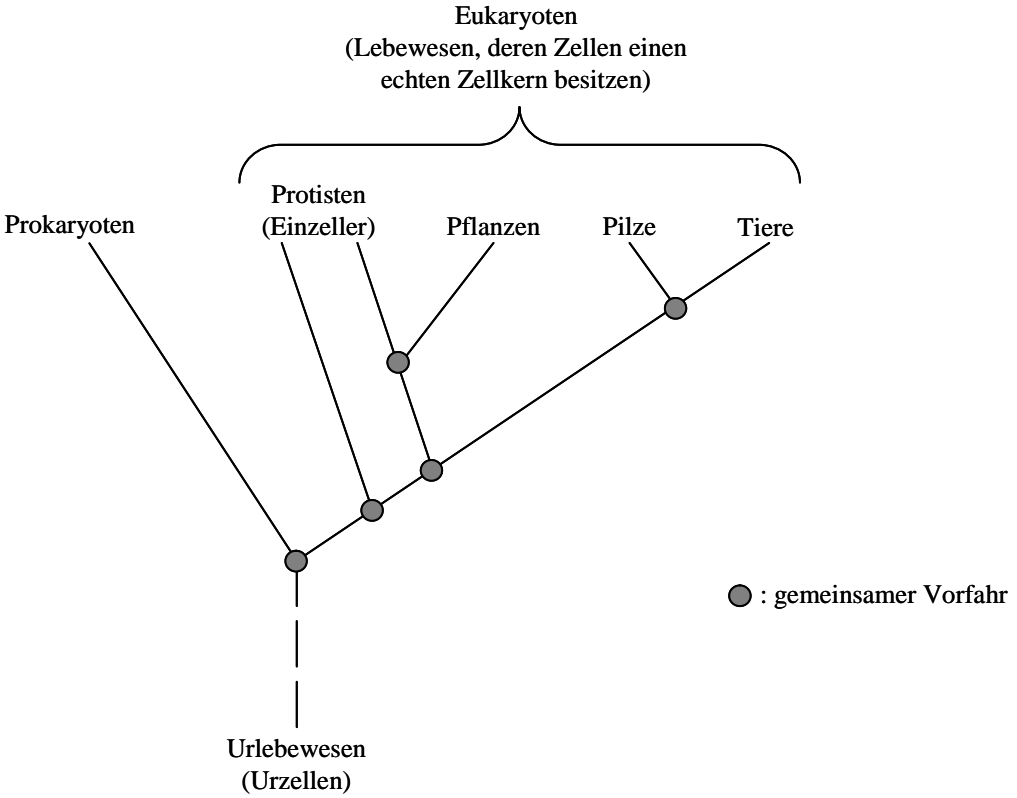 Eukaryoten
(Lebewesen, deren Zellen einen
echten Zellkern besitzen)
Protisten
(Einzeller)
Prokaryoten
Pflanzen
Pilze
Tiere
: gemeinsamer Vorfahr
Urlebewesen
(Urzellen)